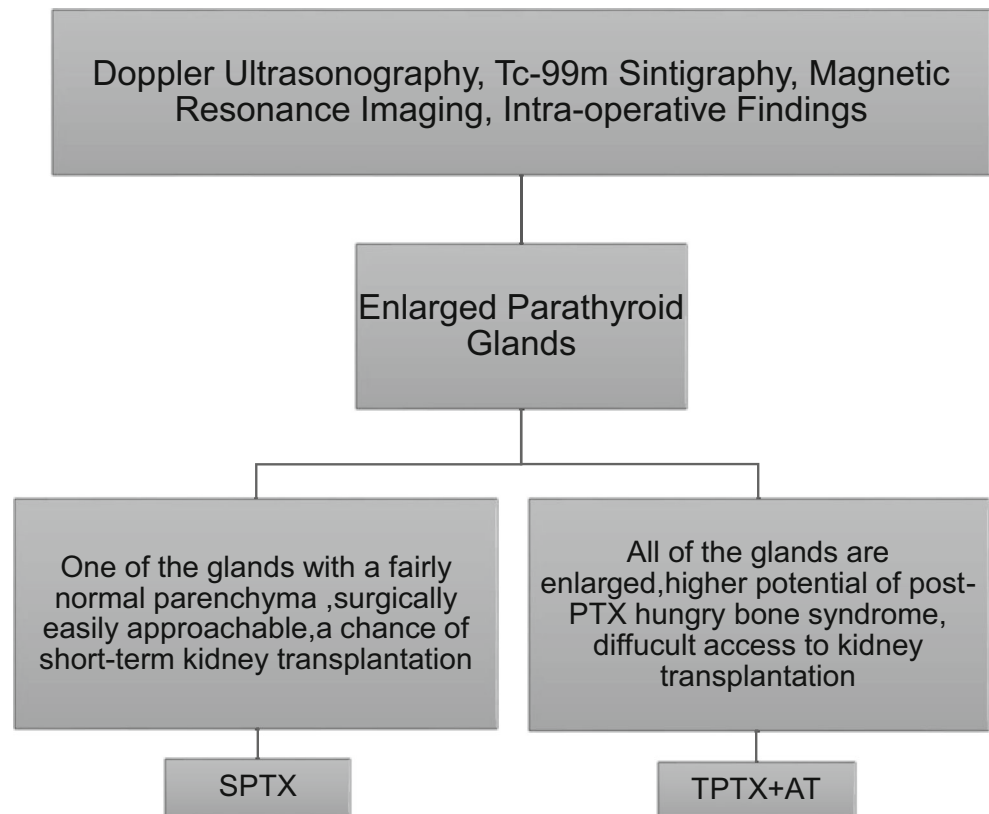 Doppler Ultrasonography, Tc-99m Sintigraphy, Magnetic
Resonance Imaging, Intra-operative Findings
Enlarged Parathyroid
Glands
One of the glands with a fairly
normal parenchyma ,surgically
easily approachable,a chance of
short-term kidney transplantation
All of the glands are
enlarged,higher potential of post-
PTX hungry bone syndrome,
diffucult access to kidney
transplantation
SPTX
TPTX+AT